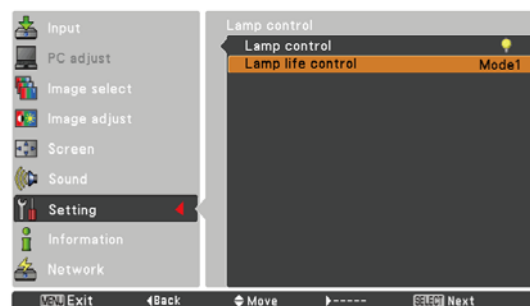 Input
PC adjust
Image select
Image adjust
Screen
Sound
Setting
Information
Network
Lamp control
Lamp control
Lamp life control Mode1
MENU Exit Back Move ----- SELECT Next